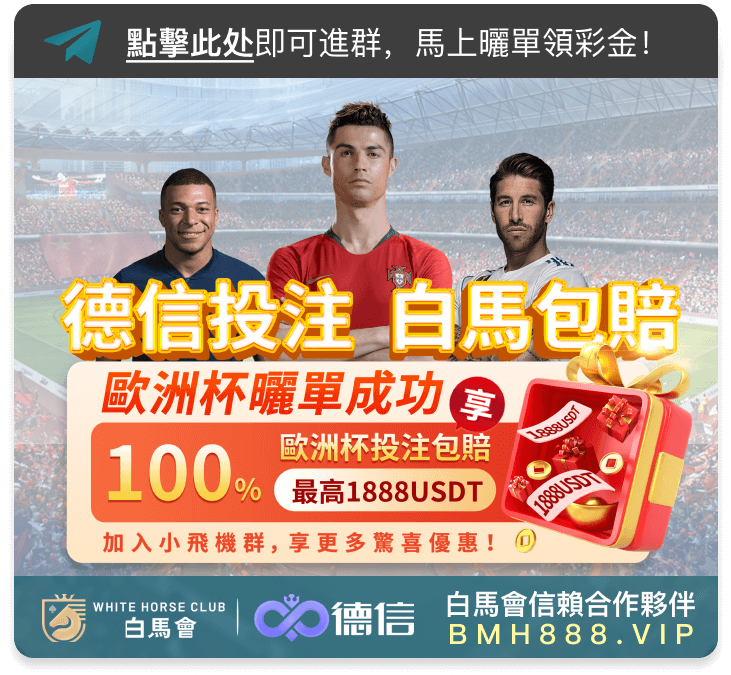 點擊此处即可進群，馬上曬單領彩金！
德信投注 白馬包賠
歐洲杯曬單成功 享
100%
歐洲杯投注包賠
最高1888USDT
1888USDT
1888USDT
加入小飛機群，享更多驚喜優惠！
WHITE HORSE CLUB
白馬會
德信
白馬會信賴合作夥伴
BMH888.VIP